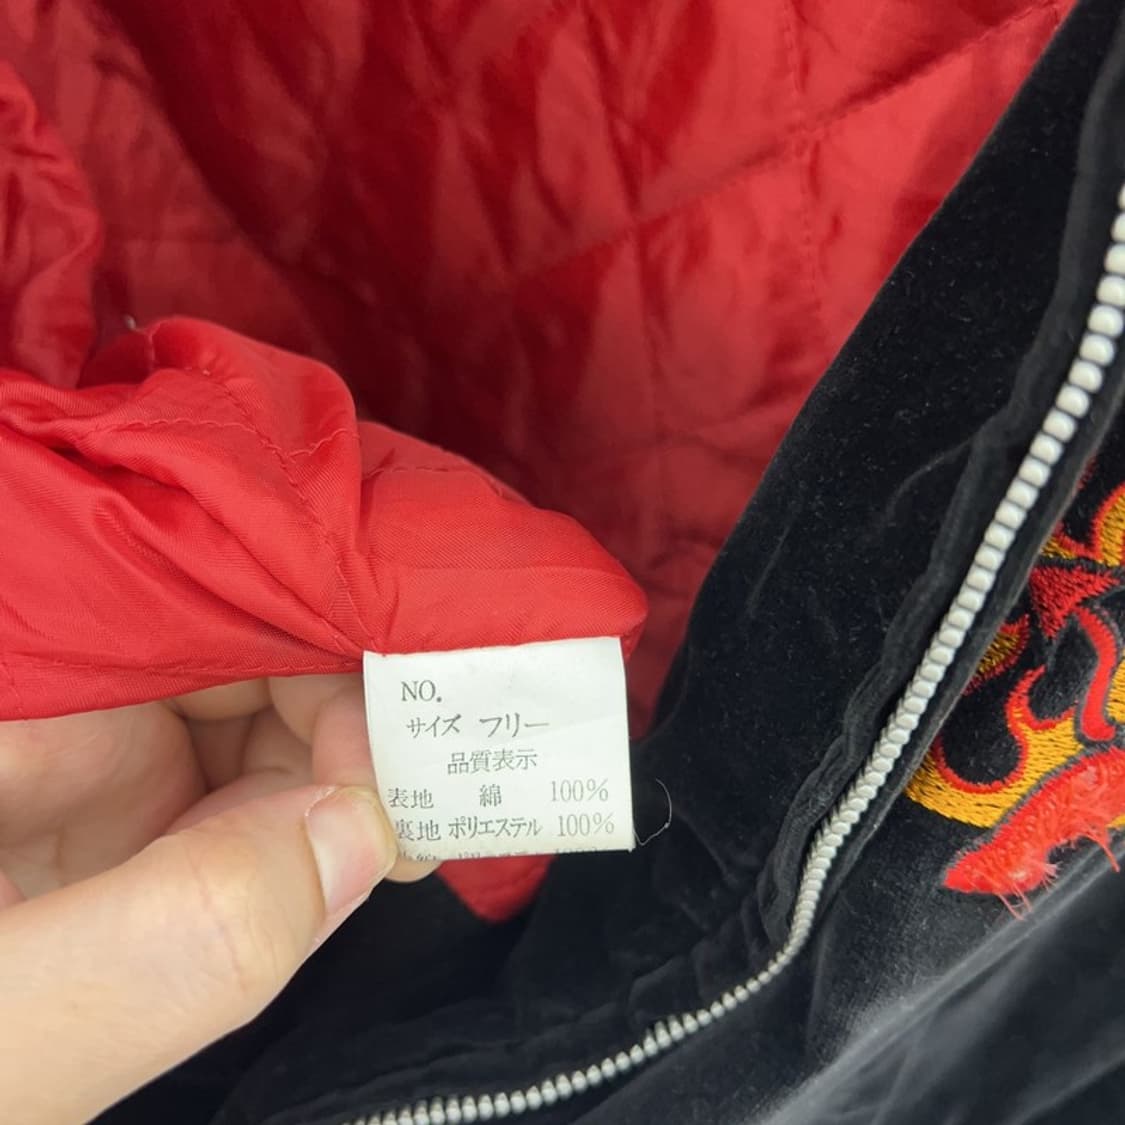 NO.
サイズ フリー
品質表示
表地 綿 100%
裏地 ポリエステル 100%